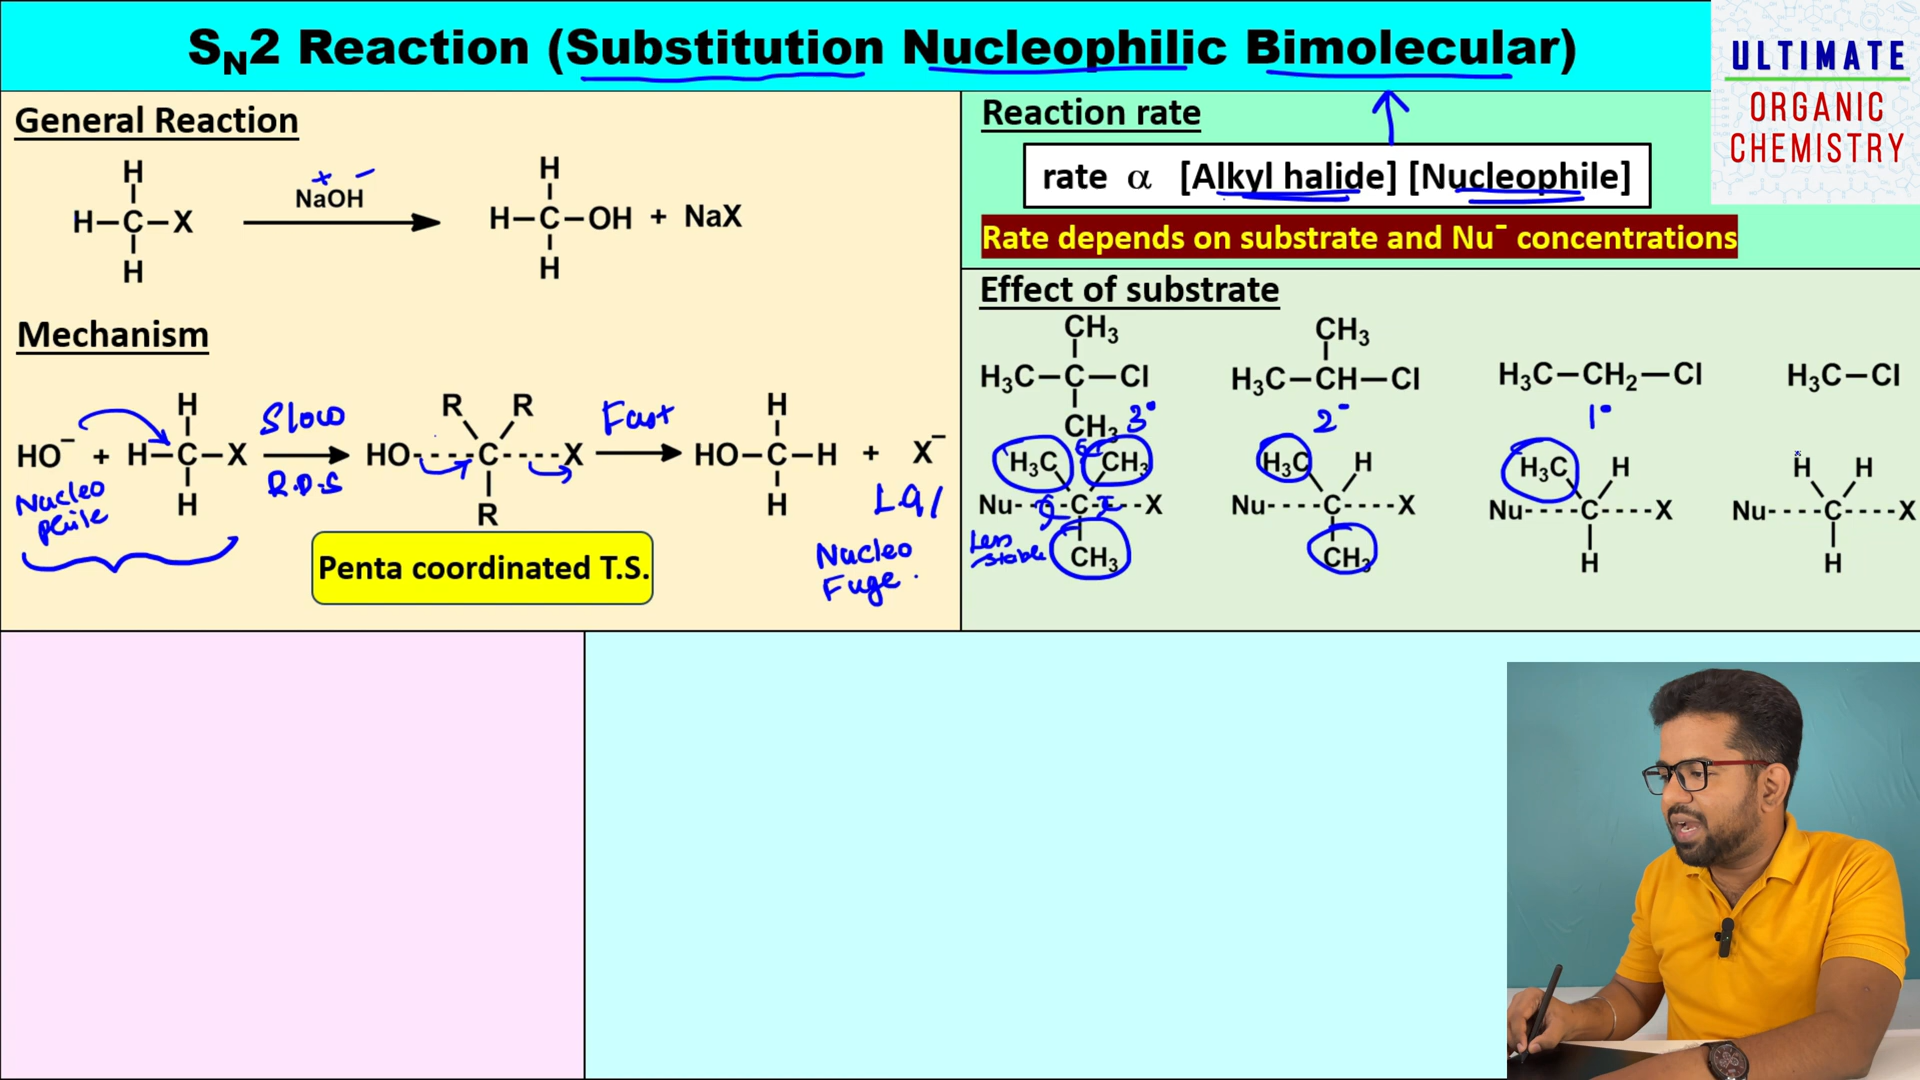 S_N2 Reaction (Substitution Nucleophilic Bimolecular)
ULTIMATE
ORGANIC
CHEMISTRY
General Reaction
H
H–C–X
H
+ –
NaOH
H
H–C–OH + NaX
H
Mechanism
H
HO⁻ + H–C–X
H
Nucleo
phile
Slow
R.D.S
R R
HO----C----X
R
Penta coordinated T.S.
Fast
H
HO–C–H + X⁻
H
L.G
Nucleo
Fuge.
Reaction rate
rate α [Alkyl halide] [Nucleophile]
Rate depends on substrate and Nu⁻ concentrations
Effect of substrate
CH₃
H₃C–C–Cl
CH₃ 3°
H₃C CH₃
Nu----C----X
CH₃
Less
stable
CH₃
H₃C–CH–Cl
2°
H₃C H
Nu----C----X
CH₃
H₃C–CH₂–Cl
1°
H₃C H
Nu----C----X
H
H₃C–Cl
H H
Nu----C----X
H